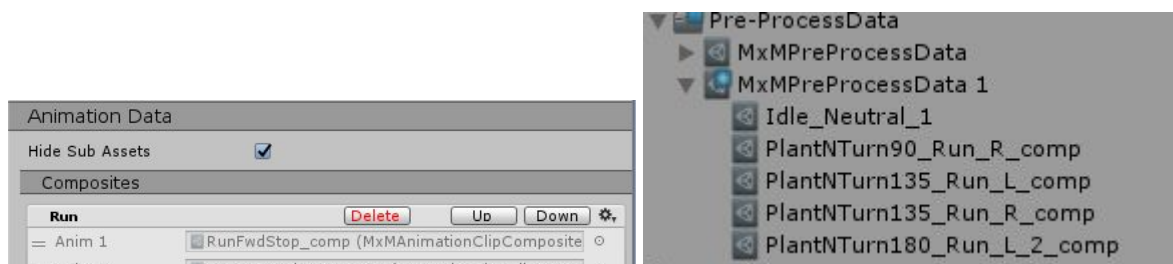 Animation Data
Hide Sub Assets
Composites
Run Delete Up Down
Anim 1 RunFwdStop_comp (MxMAnimationClipComposite
Pre-ProcessData
MxMPreProcessData
MxMPreProcessData 1
Idle_Neutral_1
PlantNTurn90_Run_R_comp
PlantNTurn135_Run_L_comp
PlantNTurn135_Run_R_comp
PlantNTurn180_Run_L_2_comp